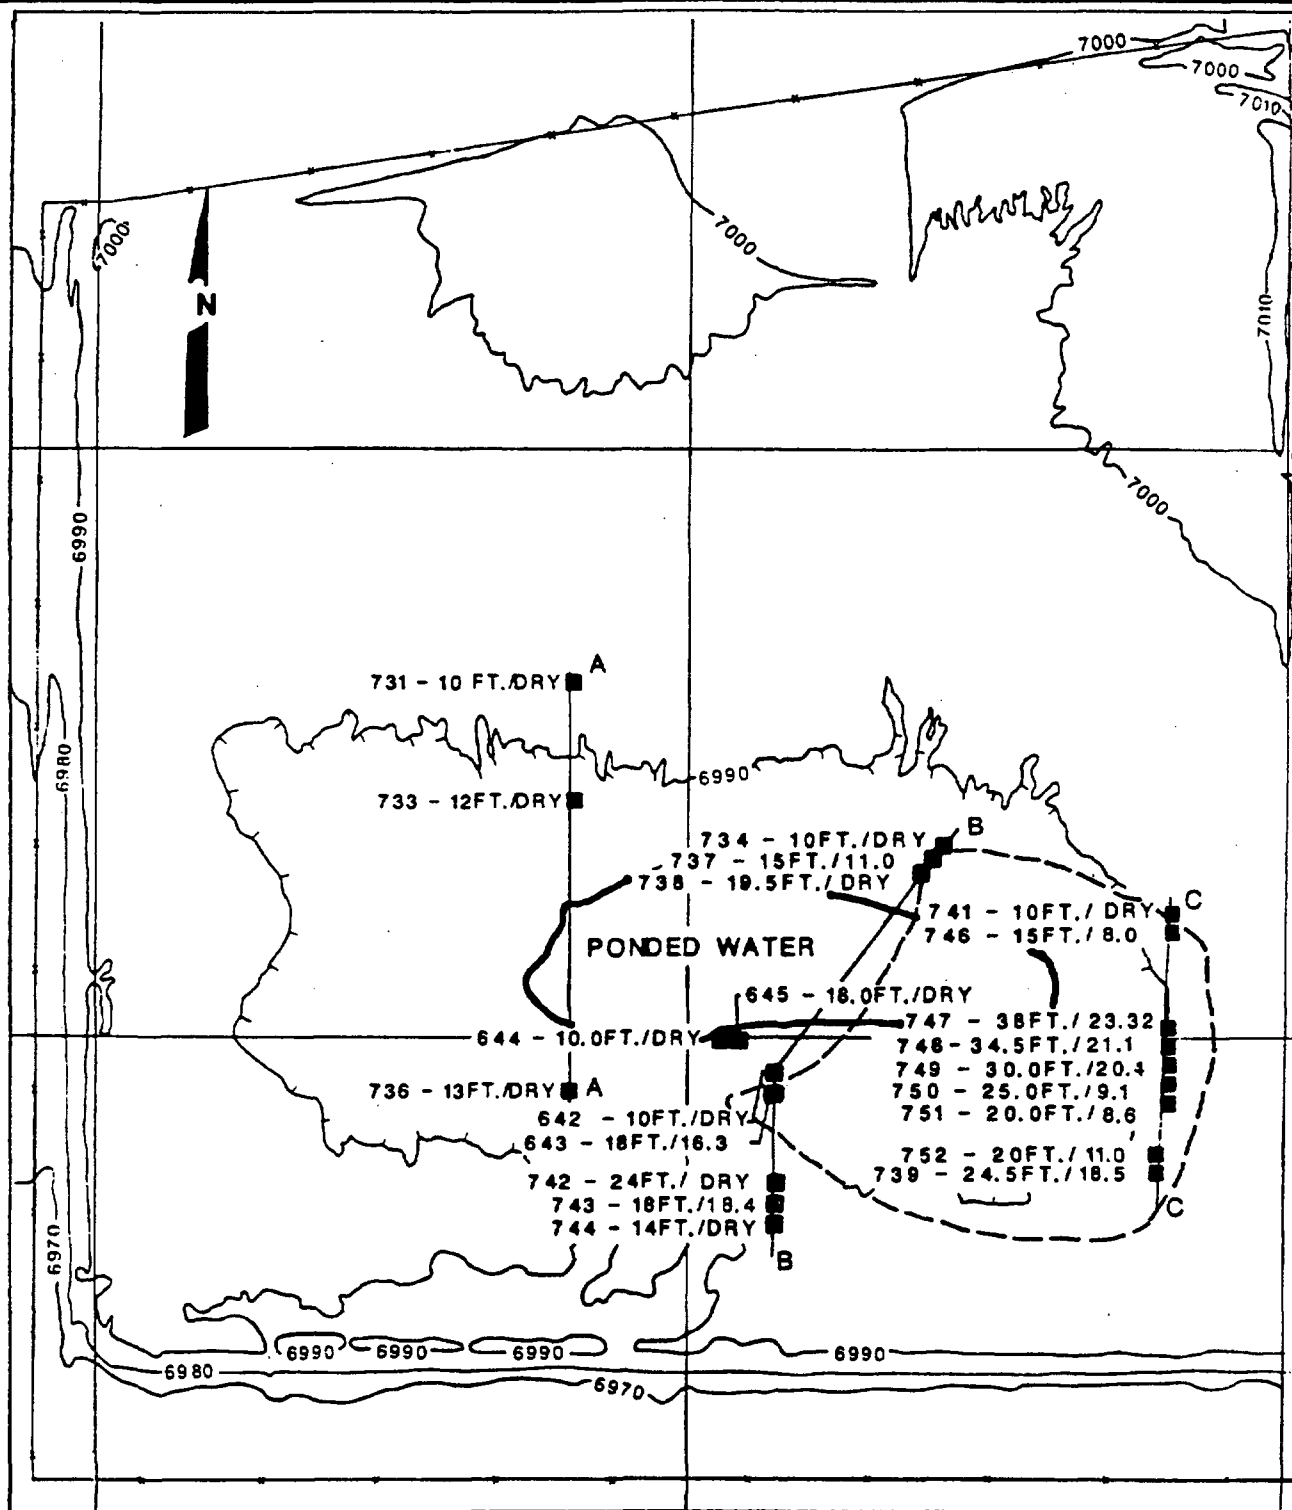 7000
7000
7010
7000
7000
N
7010
7000
6990
A
731 - 10 FT./DRY
6980
6990
733 - 12FT./DRY
B
734 - 10FT./DRY
737 - 15FT./11.0
738 - 19.5FT./DRY
C
741 - 10FT./DRY
746 - 15FT./8.0
PONDED WATER
645 - 18.0FT./DRY
747 - 38FT./23.32
644 - 10.0FT./DRY
748 - 34.5FT./21.1
749 - 30.0FT./20.4
736 - 13FT./DRY
A
750 - 25.0FT./9.1
751 - 20.0FT./8.6
642 - 10FT./DRY
643 - 18FT./16.3
752 - 20FT./11.0
739 - 24.5FT./18.5
742 - 24FT./DRY
743 - 18FT./18.4
C
744 - 14FT./DRY
B
6970
6990
6990
6990
6990
6980
6970